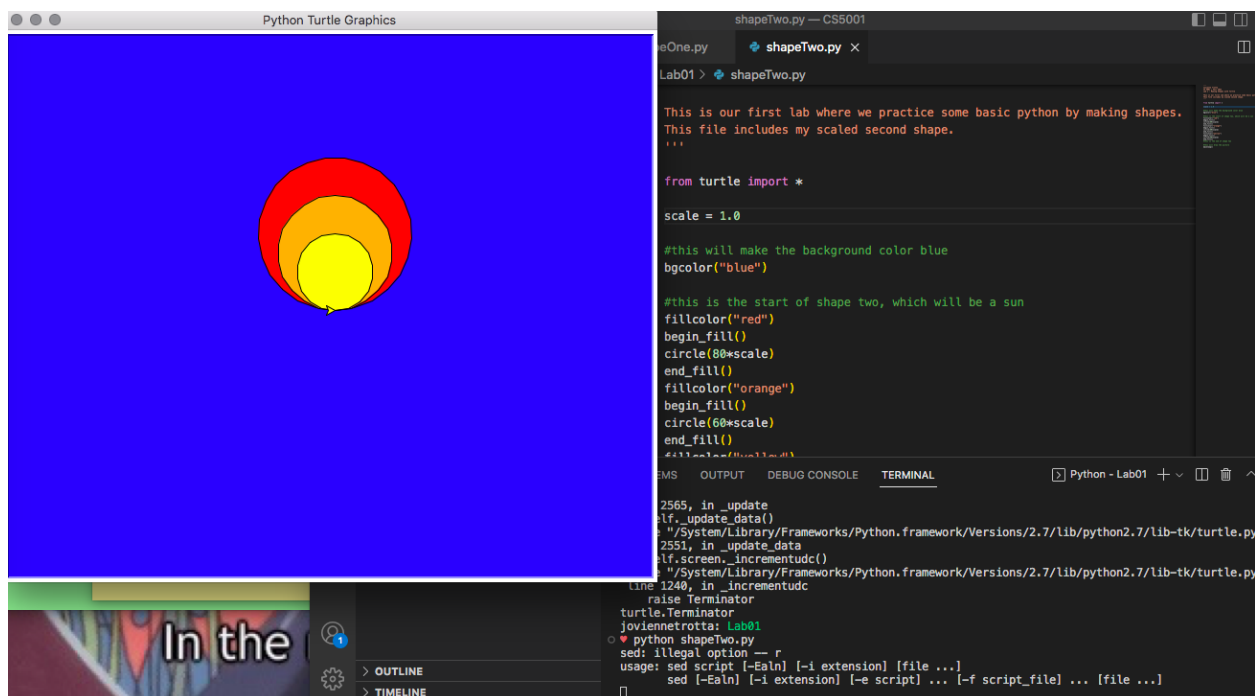 Python Turtle Graphics
shapeTwo.py — CS5001
eOne.py
shapeTwo.py
Lab01 > shapeTwo.py
This is our first lab where we practice some basic python by making shapes.
This file includes my scaled second shape.
'''
from turtle import *
scale = 1.0
#this will make the background color blue
bgcolor("blue")
#this is the start of shape two, which will be a sun
fillcolor("red")
begin_fill()
circle(80*scale)
end_fill()
fillcolor("orange")
begin_fill()
circle(60*scale)
end_fill()
fillcolor("yellow")
EMS OUTPUT DEBUG CONSOLE TERMINAL Python - Lab01
2565, in _update
elf._update_data()
"/System/Library/Frameworks/Python.framework/Versions/2.7/lib/python2.7/lib-tk/turtle.py
2551, in _update_data
elf.screen._incrementudc()
"/System/Library/Frameworks/Python.framework/Versions/2.7/lib/python2.7/lib-tk/turtle.py
line 1240, in _incrementudc
raise Terminator
turtle.Terminator
joviennetrotta: Lab01
♥ python shapeTwo.py
sed: illegal option -- r
usage: sed script [-Ealn] [-i extension] [file ...]
sed [-Ealn] [-i extension] [-e script] ... [-f script_file] ... [file ...]
In the
1
> OUTLINE
> TIMELINE